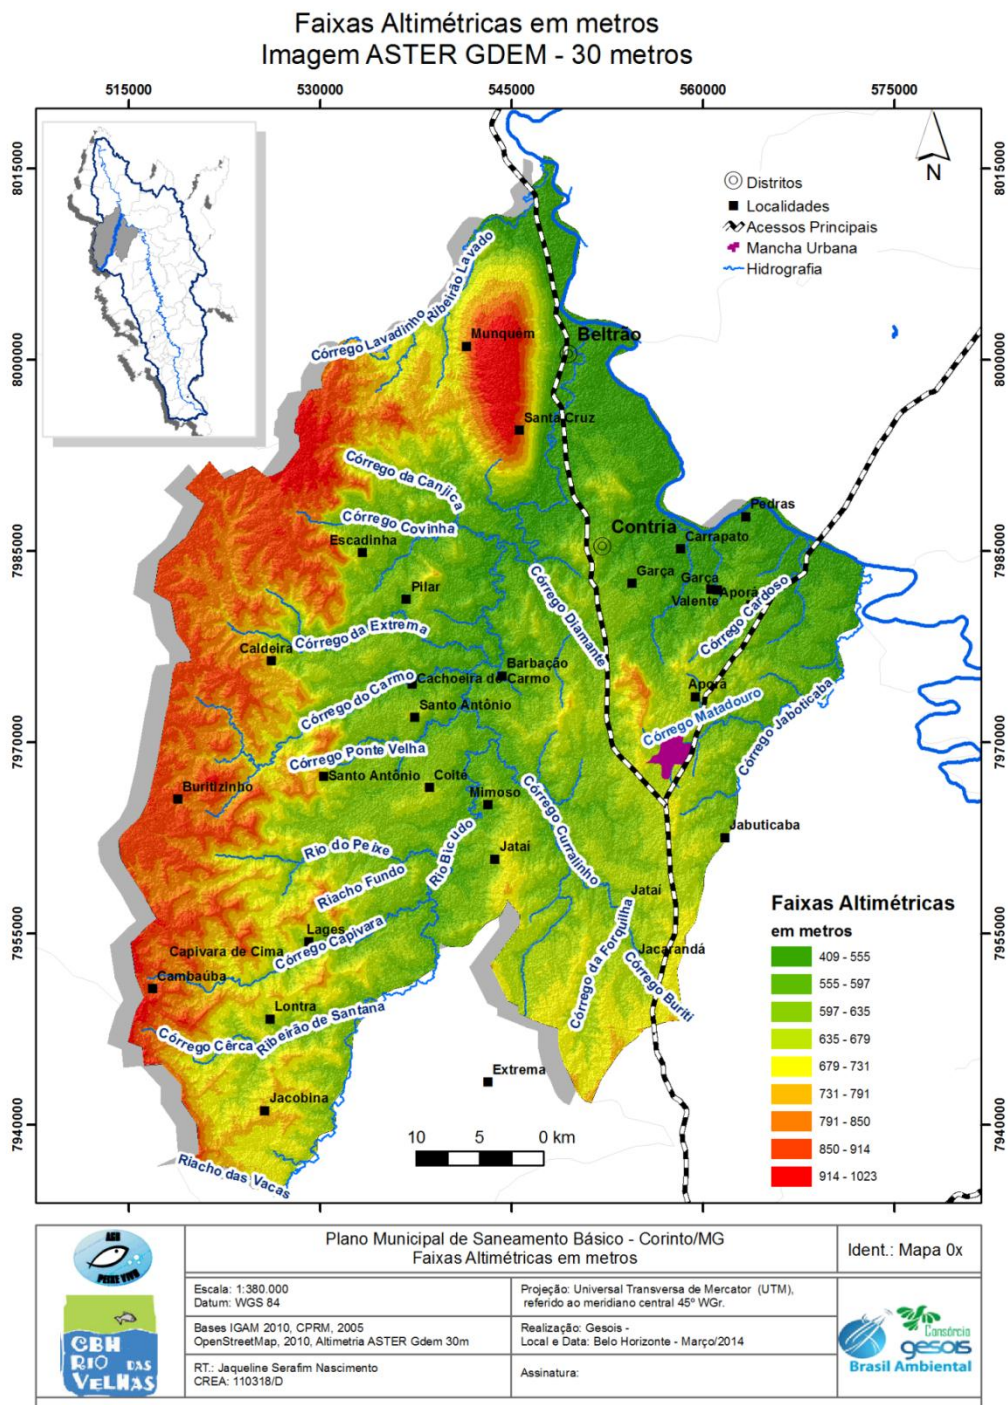 Faixas Altimétricas em metros
Imagem ASTER GDEM - 30 metros
515000 530000 545000 560000 575000
8015000 8015000
N
Distritos
Localidades
Acessos Principais
Mancha Urbana
Hidrografia
Ribeirão Lavado
Córrego Lavadinho
Munquém
Beltrão
8000000 8000000
Santa Cruz
Córrego da Canjica
Córrego Covinha
Escadinha
Pedras
Contria
Carrapato
7985000 7985000
Garça
Garça
Valente
Aporá
Pilar
Córrego Diamante
Córrego Cardoso
Córrego da Extrema
Caldeira
Barbação
Cachoeira do Carmo
Córrego do Carmo
Santo Antônio
Aporá
Córrego Matadouro
Córrego Jaboticaba
7970000 7970000
Córrego Ponte Velha
Santo Antônio
Colté
Buritizinho
Mimoso
Córrego Curralinho
Jabuticaba
Rio do Peixe
Rio Bicudo
Jataí
Riacho Fundo
Jataí
Faixas Altimétricas
em metros
409 - 555
555 - 597
597 - 635
635 - 679
679 - 731
731 - 791
791 - 850
850 - 914
914 - 1023
7955000 7955000
Lages
Córrego Capivara
Capivara de Cima
Cambaúba
Córrego da Forquilha
Jacarandá
Córrego Buriti
Lontra
Ribeirão de Santana
Córrego Cêrca
Extrema
Jacobina
7940000 7940000
10 5 0 km
Riacho das Vacas
AGB
PEIXE VIVO
CBH
RIO DAS
VELHAS
Plano Municipal de Saneamento Básico - Corinto/MG
Faixas Altimétricas em metros
Ident.: Mapa 0x
Escala: 1:380.000
Datum: WGS 84
Projeção: Universal Transversa de Mercator (UTM),
referido ao meridiano central 45º WGr.
Bases IGAM 2010, CPRM, 2005
OpenStreetMap, 2010, Altimetria ASTER Gdem 30m
Realização: Gesois -
Local e Data: Belo Horizonte - Março/2014
RT.: Jaqueline Serafim Nascimento
CREA: 110318/D
Assinatura:
Consórcio
gesois
Brasil Ambiental